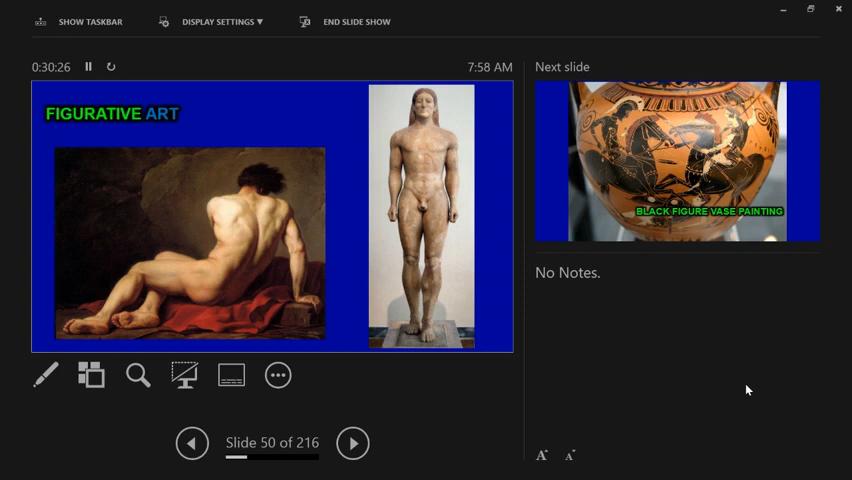 SHOW TASKBAR DISPLAY SETTINGS ▼ END SLIDE SHOW
0:30:26 7:58 AM
FIGURATIVE ART
Slide 50 of 216
Next slide
BLACK FIGURE VASE PAINTING
No Notes.
A A